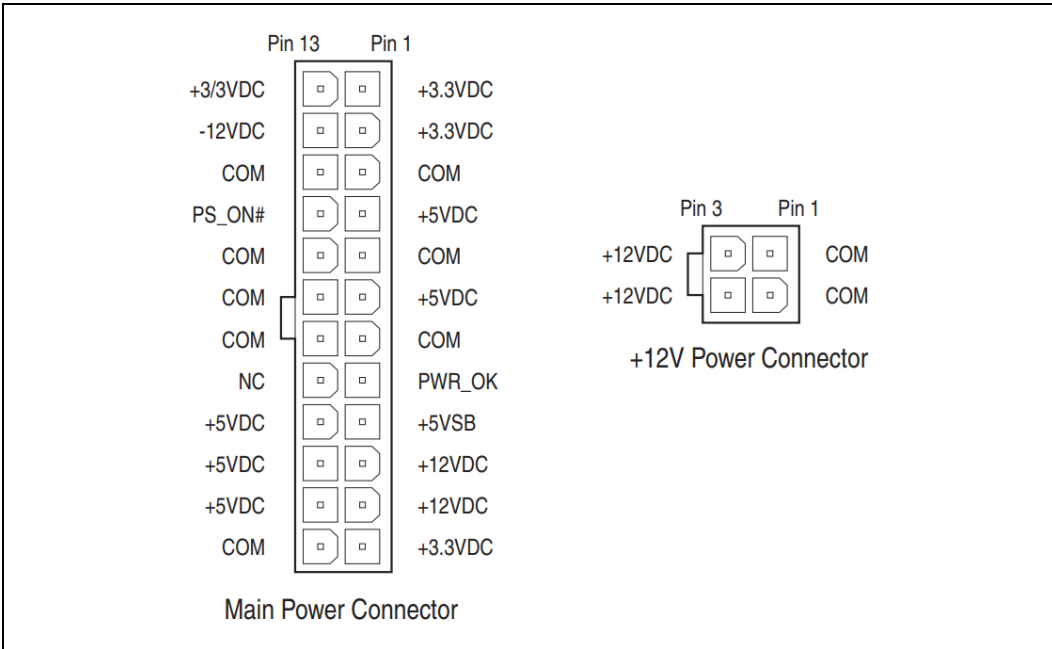 Pin 13 Pin 1
+3/3VDC +3.3VDC
-12VDC +3.3VDC
COM COM
PS_ON# +5VDC
COM COM
COM +5VDC
COM COM
NC PWR_OK
+5VDC +5VSB
+5VDC +12VDC
+5VDC +12VDC
COM +3.3VDC
Main Power Connector
Pin 3 Pin 1
+12VDC COM
+12VDC COM
+12V Power Connector